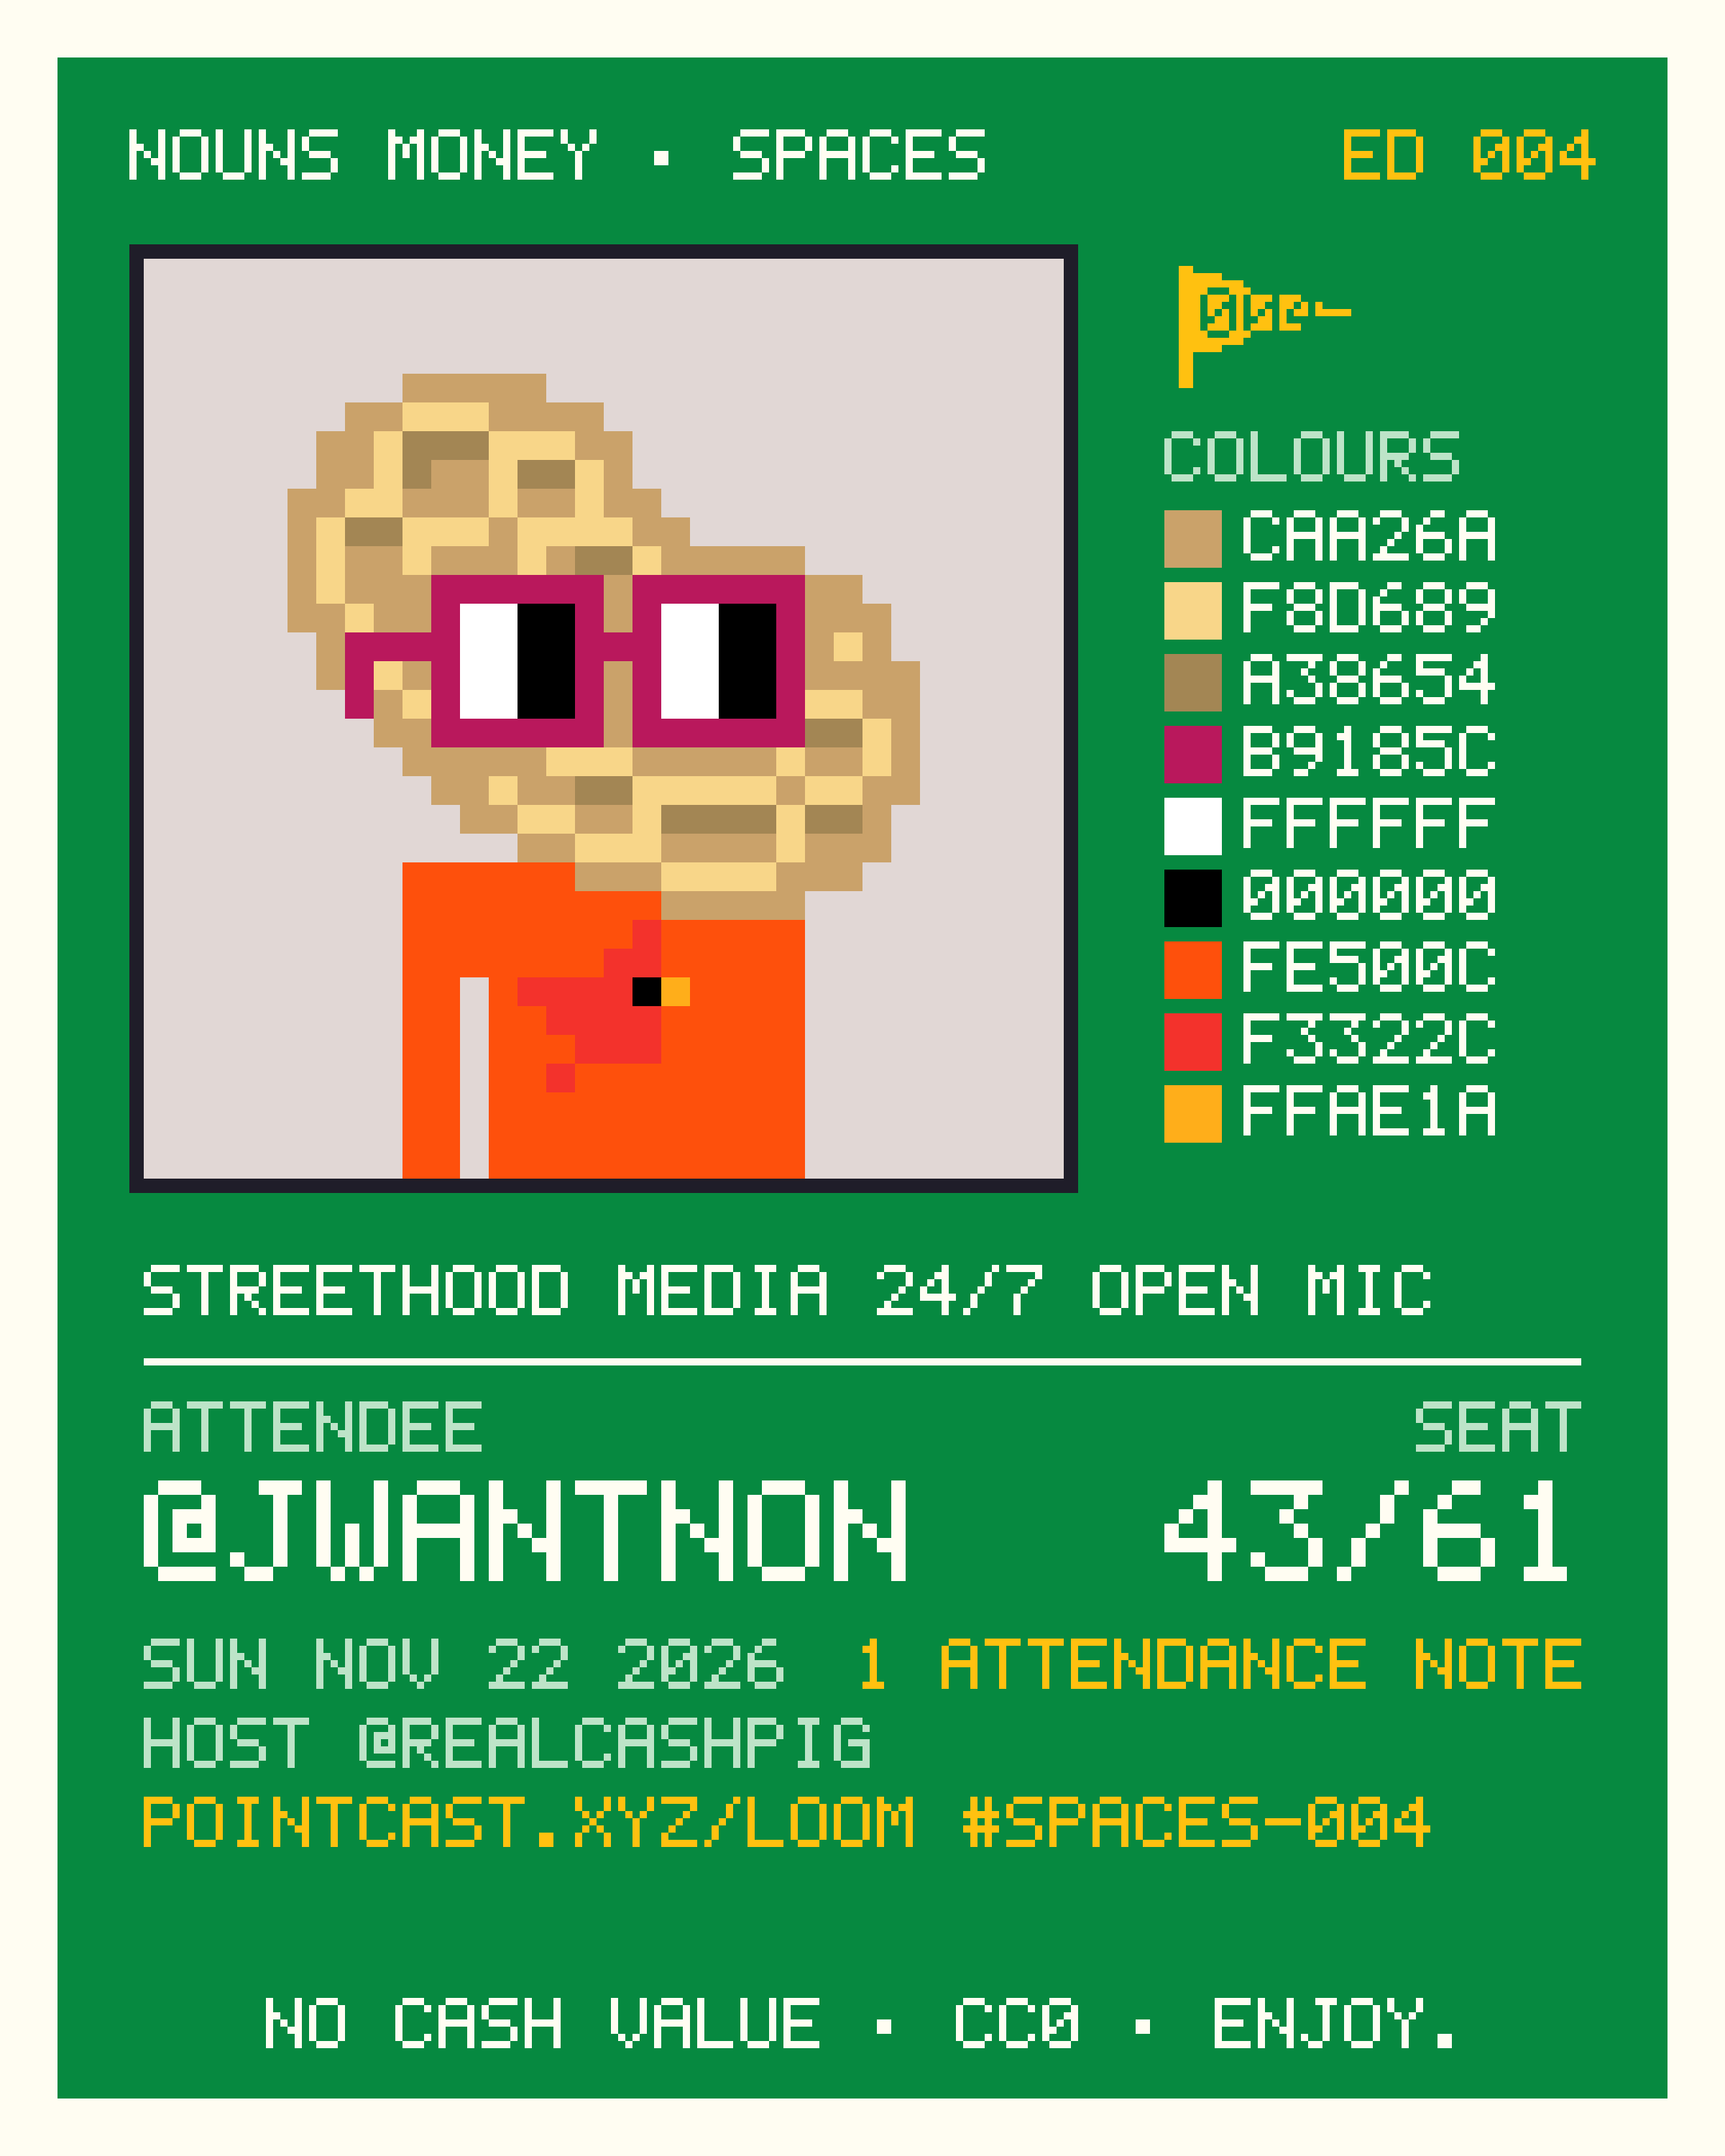 NOUNS MONEY · SPACES
ED 004
COLOURS
CAA26A
F8D689
A38654
B9185C
FFFFFF
000000
FE500C
F3322C
FFAE1A
STREETHOOD MEDIA 24/7 OPEN MIC
ATTENDEE
SEAT
@JWANTNON
43/61
SUN NOV 22 2026
1 ATTENDANCE NOTE
HOST @REALCASHPIG
POINTCAST.XYZ/LOOM #SPACES-004
NO CASH VALUE · CC0 · ENJOY.